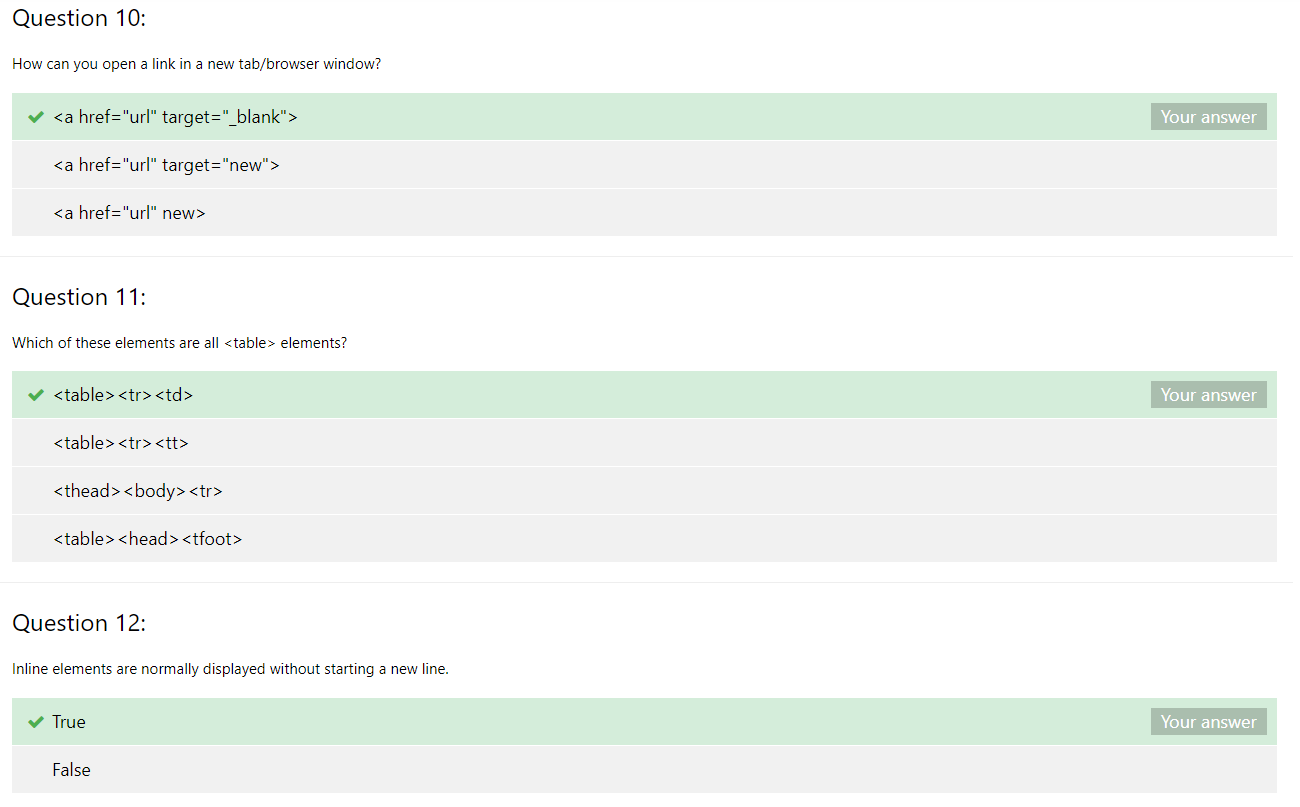 Question 10:
How can you open a link in a new tab/browser window?
<a href="url" target="_blank"> Your answer
<a href="url" target="new">
<a href="url" new>
Question 11:
Which of these elements are all <table> elements?
<table><tr><td> Your answer
<table><tr><tt>
<thead><body><tr>
<table><head><tfoot>
Question 12:
Inline elements are normally displayed without starting a new line.
True Your answer
False